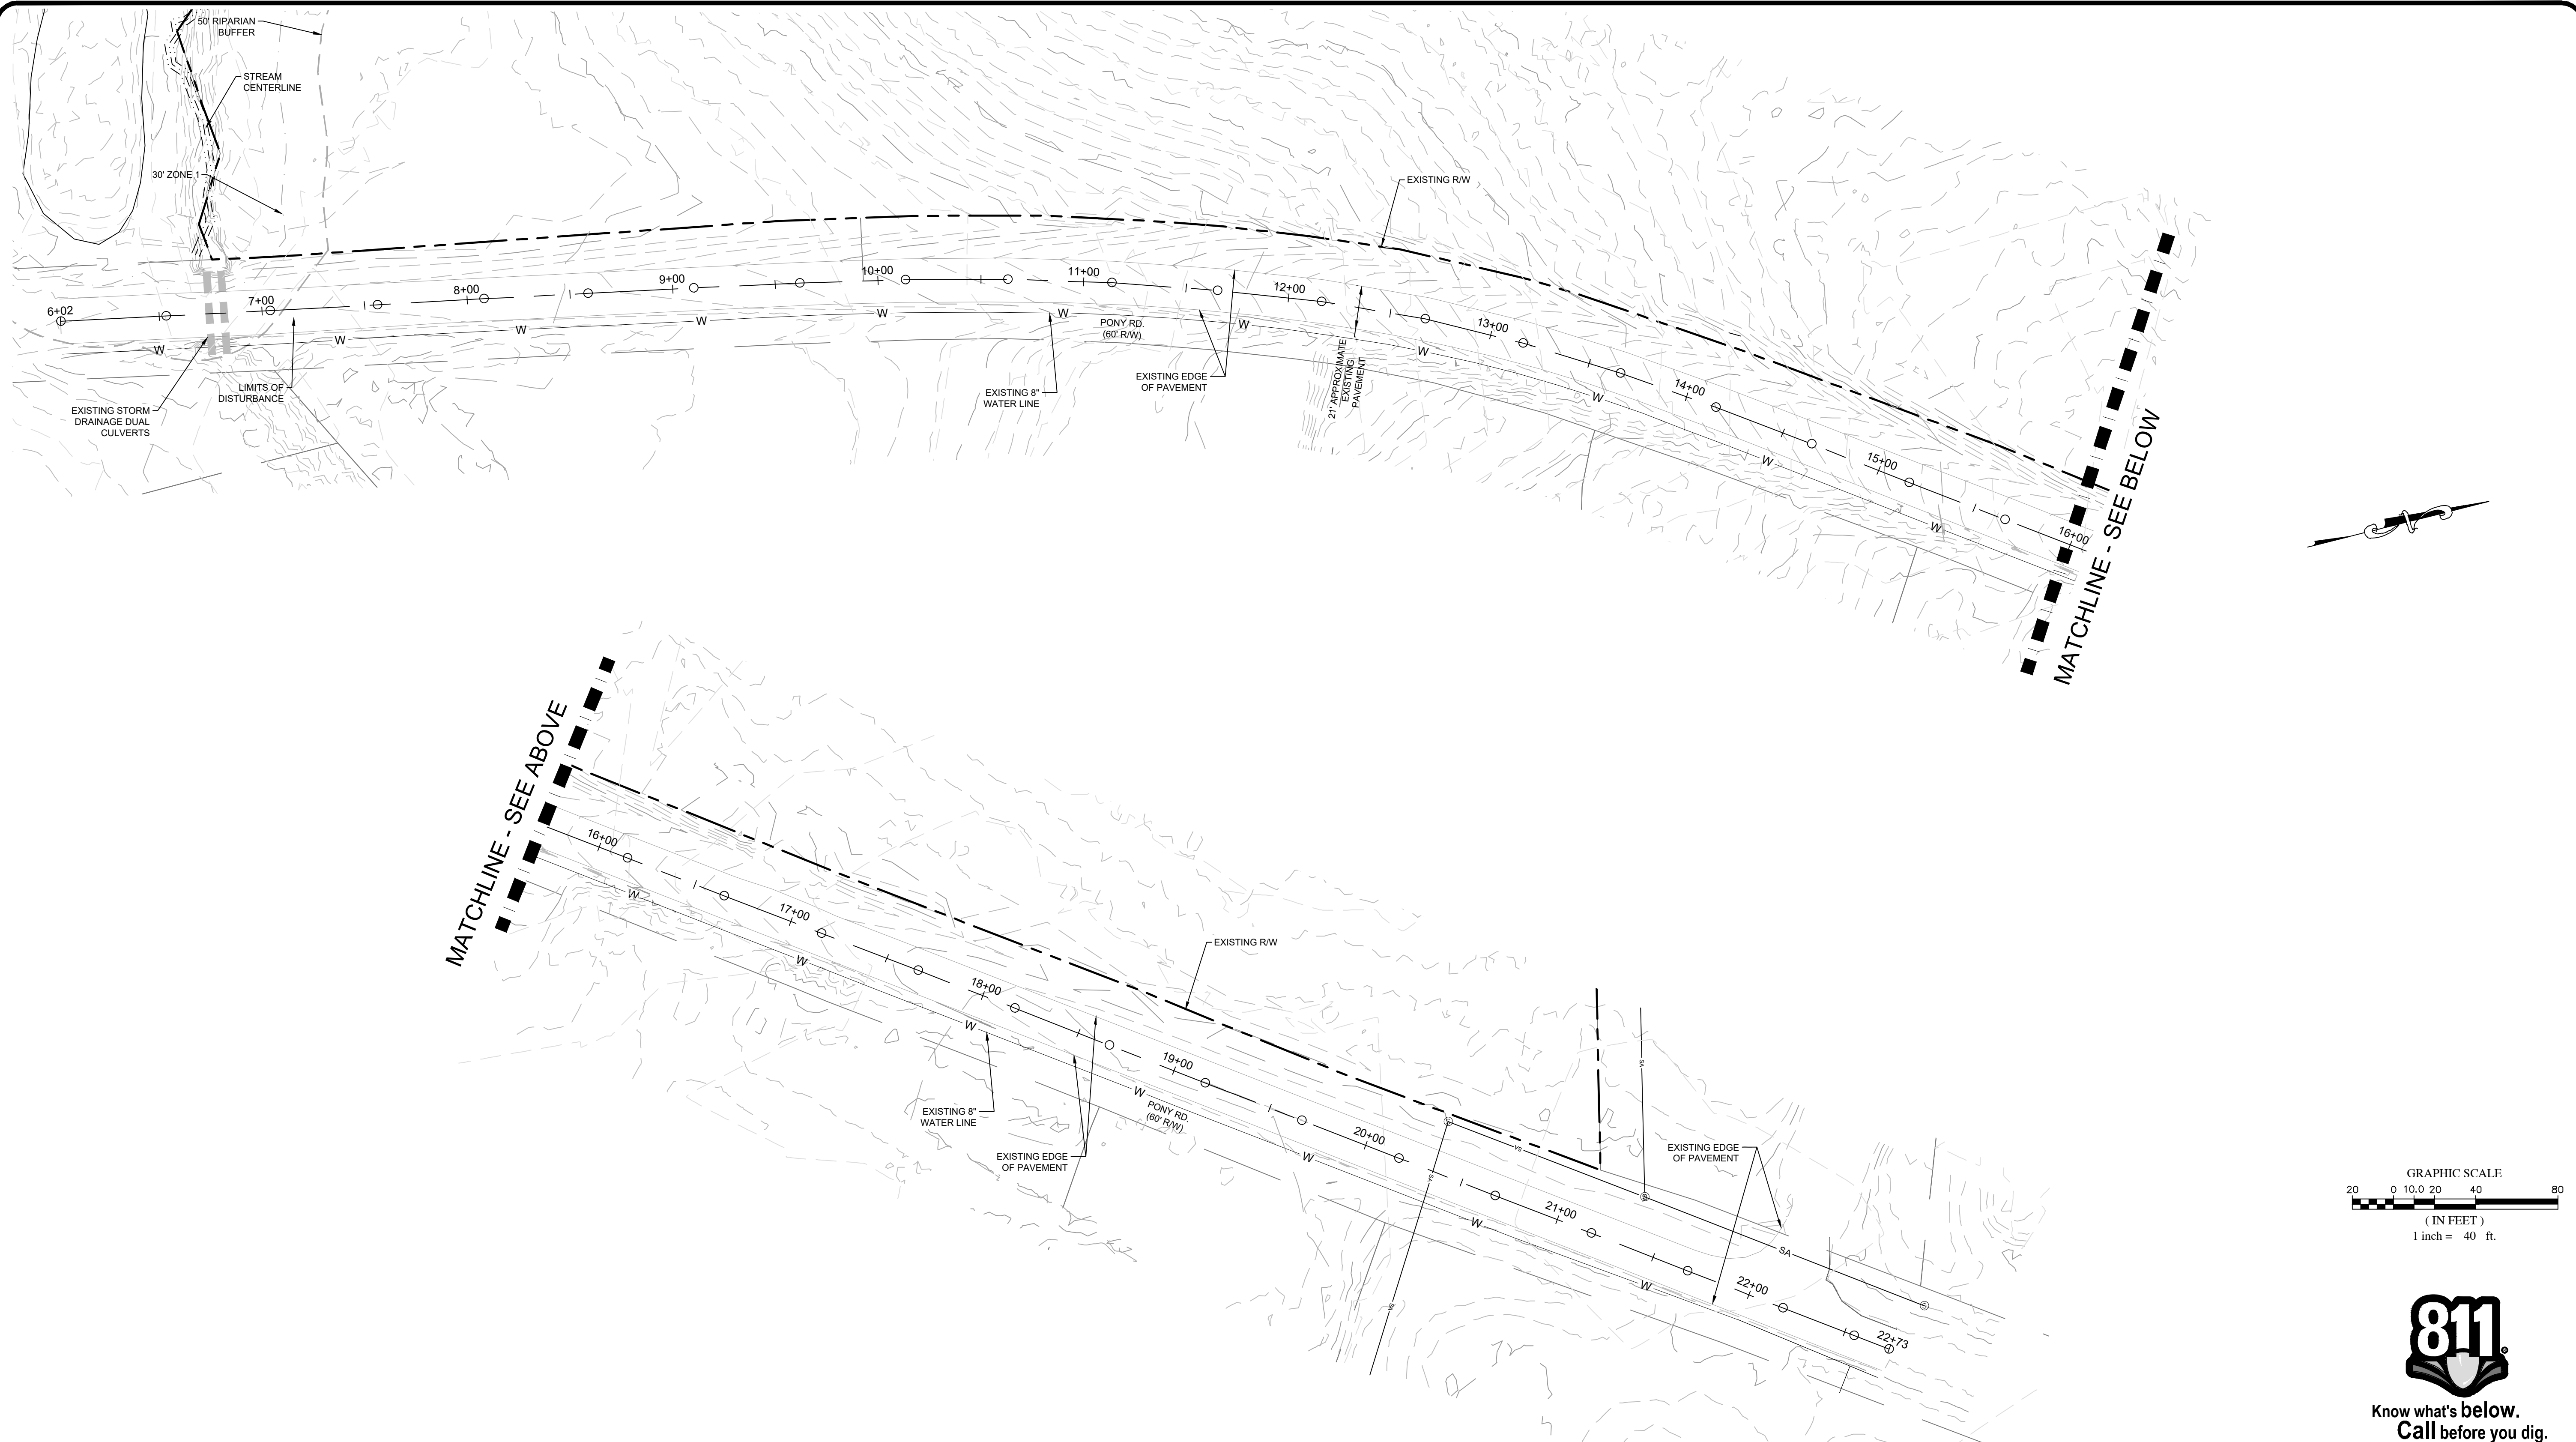 50' RIPARIAN
BUFFER
STREAM
CENTERLINE
30' ZONE 1
EXISTING R/W
6+02
7+00
8+00
9+00
10+00
11+00
12+00
13+00
14+00
15+00
16+00
W
W
W
W
W
W
W
W
W
W
W
PONY RD.
(60' R/W)
LIMITS OF
DISTURBANCE
EXISTING STORM
DRAINAGE DUAL
CULVERTS
EXISTING 8"
WATER LINE
EXISTING EDGE
OF PAVEMENT
21' APPROXIMATE
EXISTING
PAVEMENT
MATCHLINE - SEE BELOW
N
MATCHLINE - SEE ABOVE
16+00
17+00
18+00
19+00
20+00
21+00
22+00
22+73
W
W
W
W
W
W
W
EXISTING R/W
EXISTING 8"
WATER LINE
EXISTING EDGE
OF PAVEMENT
PONY RD.
(60' R/W)
SA
SA
SA
SA
SA
EXISTING EDGE
OF PAVEMENT
GRAPHIC SCALE
20 0 10.0 20 40 80
( IN FEET )
1 inch = 40 ft.
811
Know what's below.
Call before you dig.